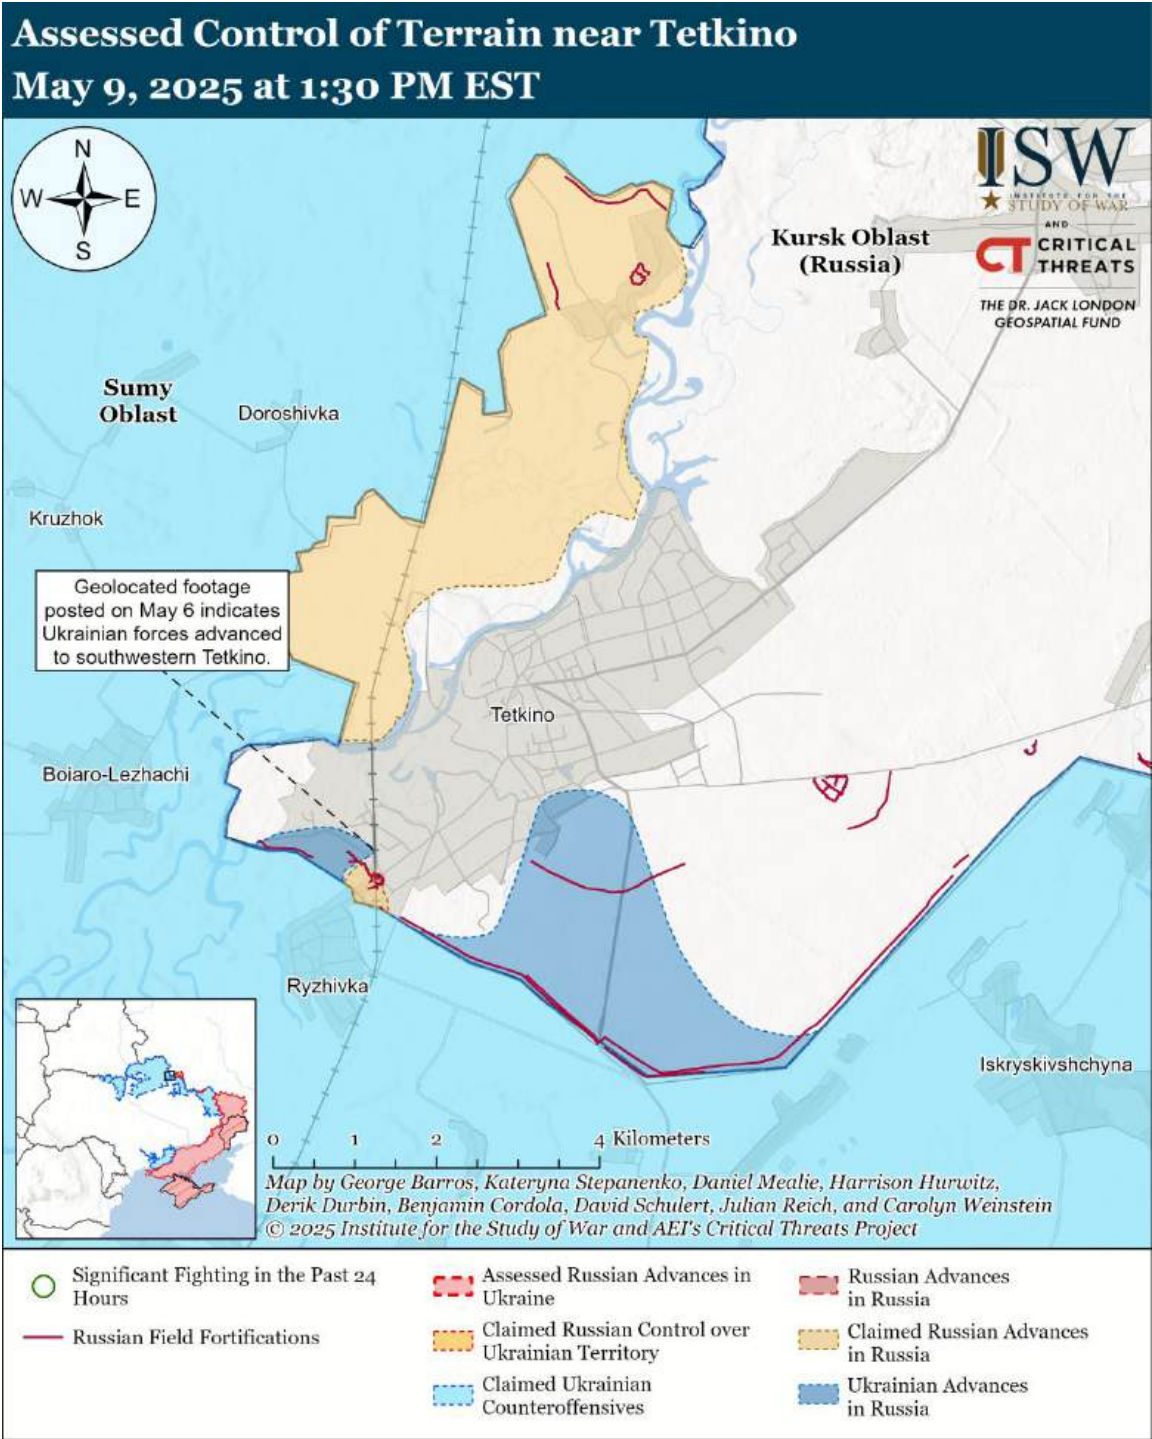 Assessed Control of Terrain near Tetkino
May 9, 2025 at 1:30 PM EST
N
W E
S
ISW
INSTITUTE FOR THE
STUDY OF WAR
AND
CT CRITICAL
THREATS
THE DR. JACK LONDON
GEOSPATIAL FUND
Kursk Oblast
(Russia)
Sumy
Oblast
Doroshivka
Kruzhok
Geolocated footage
posted on May 6 indicates
Ukrainian forces advanced
to southwestern Tetkino.
Tetkino
Boiaro-Lezhachi
Ryzhivka
Iskryskivshchyna
0 1 2 4 Kilometers
Map by George Barros, Kateryna Stepanenko, Daniel Mealie, Harrison Hurwitz,
Derik Durbin, Benjamin Cordola, David Schulert, Julian Reich, and Carolyn Weinstein
© 2025 Institute for the Study of War and AEI's Critical Threats Project
Significant Fighting in the Past 24
Hours
Russian Field Fortifications
Assessed Russian Advances in
Ukraine
Claimed Russian Control over
Ukrainian Territory
Claimed Ukrainian
Counteroffensives
Russian Advances
in Russia
Claimed Russian Advances
in Russia
Ukrainian Advances
in Russia